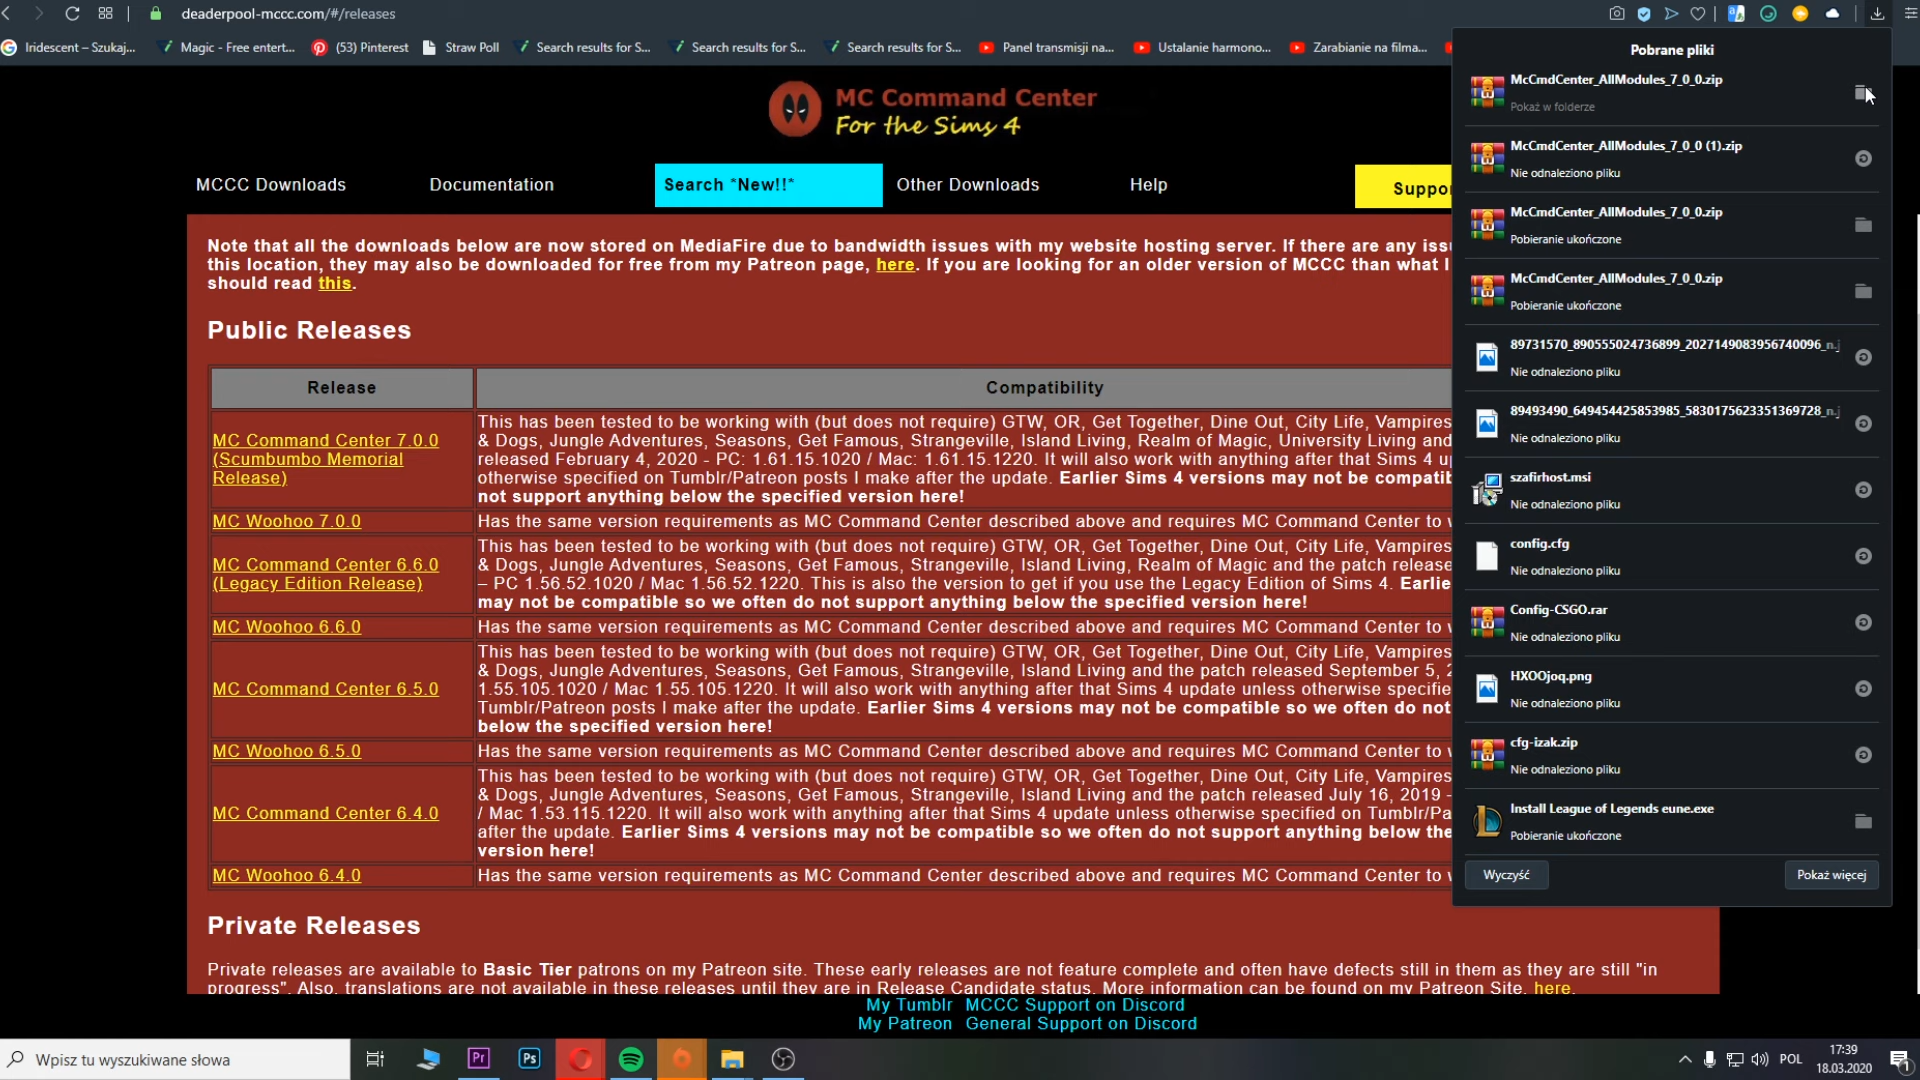 deaderpool-mccc.com/#/releases
Iridescent – Szukaj...
Magic - Free entert...
(53) Pinterest
Straw Poll
Search results for S...
Search results for S...
Search results for S...
Panel transmisji na...
Ustalanie harmono...
Zarabianie na filma...
MC Command Center
For the Sims 4
MCCC Downloads
Documentation
Search *New!!*
Other Downloads
Help
Note that all the downloads below are now stored on MediaFire due to bandwidth issues with my website hosting server. If there are any
this location, they may also be downloaded for free from my Patreon page, here. If you are looking for an older version of MCCC than what I
should read this.
Public Releases
Release
Compatibility
MC Command Center 7.0.0
(Scumbumbo Memorial
Release)
This has been tested to be working with (but does not require) GTW, OR, Get Together, Dine Out, City Life, Vampires
& Dogs, Jungle Adventures, Seasons, Get Famous, Strangeville, Island Living, Realm of Magic, University Living and
released February 4, 2020 - PC: 1.61.15.1020 / Mac: 1.61.15.1220. It will also work with anything after that Sims 4
otherwise specified on Tumblr/Patreon posts I make after the update. Earlier Sims 4 versions may not be
not support anything below the specified version here!
MC Woohoo 7.0.0
Has the same version requirements as MC Command Center described above and requires MC Command Center to
MC Command Center 6.6.0
(Legacy Edition Release)
This has been tested to be working with (but does not require) GTW, OR, Get Together, Dine Out, City Life, Vampires
& Dogs, Jungle Adventures, Seasons, Get Famous, Strangeville, Island Living, Realm of Magic and the patch
– PC 1.56.52.1020 / Mac 1.56.52.1220. This is also the version to get if you use the Legacy Edition of Sims 4.
may not be compatible so we often do not support anything below the specified version here!
MC Woohoo 6.6.0
Has the same version requirements as MC Command Center described above and requires MC Command Center to
MC Command Center 6.5.0
This has been tested to be working with (but does not require) GTW, OR, Get Together, Dine Out, City Life, Vampires
& Dogs, Jungle Adventures, Seasons, Get Famous, Strangeville, Island Living and the patch released September 5,
1.55.105.1020 / Mac 1.55.105.1220. It will also work with anything after that Sims 4 update unless otherwise
Tumblr/Patreon posts I make after the update. Earlier Sims 4 versions may not be compatible so we often do not
below the specified version here!
MC Woohoo 6.5.0
Has the same version requirements as MC Command Center described above and requires MC Command Center to
MC Command Center 6.4.0
This has been tested to be working with (but does not require) GTW, OR, Get Together, Dine Out, City Life, Vampires
& Dogs, Jungle Adventures, Seasons, Get Famous, Strangeville, Island Living and the patch released July 16, 2019 -
/ Mac 1.53.115.1220. It will also work with anything after that Sims 4 update unless otherwise specified on
after the update. Earlier Sims 4 versions may not be compatible so we often do not support anything below the
version here!
MC Woohoo 6.4.0
Has the same version requirements as MC Command Center described above and requires MC Command Center to
Private Releases
Private releases are available to Basic Tier patrons on my Patreon site. These early releases are not feature complete and often have defects still in them as they are still "in
progress". Also, translations are not available in these releases until they are in Release Candidate status. More information can be found on my Patreon Site, here.
My Tumblr MCCC Support on Discord
My Patreon General Support on Discord
Pobrane pliki
McCmdCenter_AllModules_7_0_0.zip
Pokaż w folderze
McCmdCenter_AllModules_7_0_0 (1).zip
Nie odnaleziono pliku
McCmdCenter_AllModules_7_0_0.zip
Pobieranie ukończone
McCmdCenter_AllModules_7_0_0.zip
Pobieranie ukończone
89731570_890555024736899_2027149083956740096_n.j
Nie odnaleziono pliku
89493490_649454425853985_5830175623351369728_n.j
Nie odnaleziono pliku
szafirhost.msi
Nie odnaleziono pliku
config.cfg
Nie odnaleziono pliku
Config-CSGO.rar
Nie odnaleziono pliku
HXOOjoq.png
Nie odnaleziono pliku
cfg-izak.zip
Nie odnaleziono pliku
Install League of Legends eune.exe
Pobieranie ukończone
Wyczyść
Pokaż więcej
Wpisz tu wyszukiwane słowa
Pr
Ps
POL
17:39
18.03.2020
1